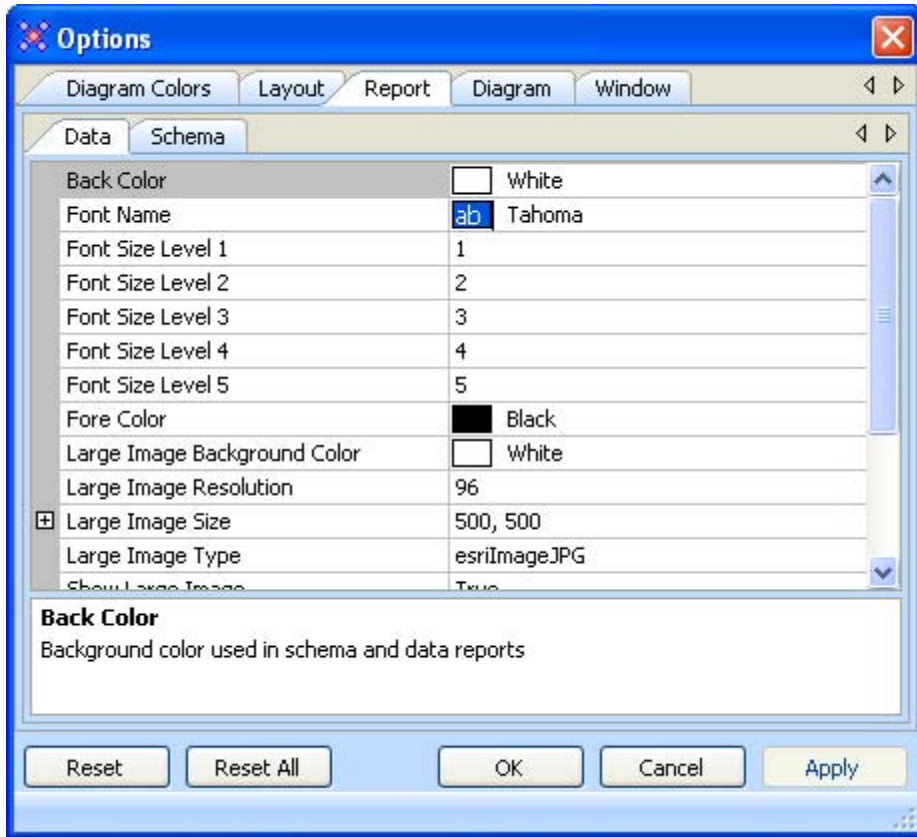 Options
Diagram Colors Layout Report Diagram Window
Data Schema
Back Color White
Font Name ab Tahoma
Font Size Level 1 1
Font Size Level 2 2
Font Size Level 3 3
Font Size Level 4 4
Font Size Level 5 5
Fore Color Black
Large Image Background Color White
Large Image Resolution 96
Large Image Size 500, 500
Large Image Type esriImageJPG
Show Large Image True
Back Color
Background color used in schema and data reports
Reset Reset All OK Cancel Apply